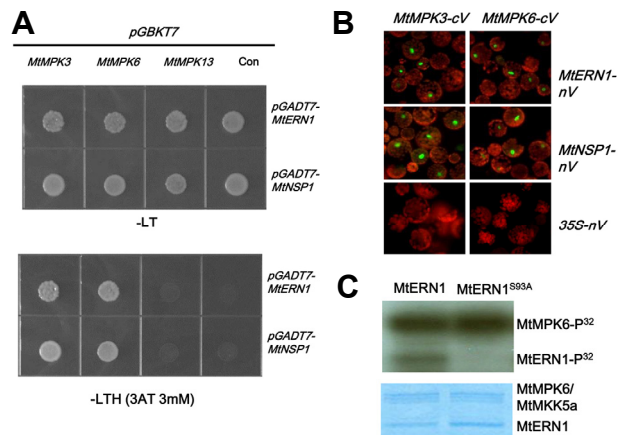 A
pGBKT7
MtMPK3 MtMPK6 MtMPK13 Con
pGADT7-
MtERN1
pGADT7-
MtNSP1
-LT
pGADT7-
MtERN1
pGADT7-
MtNSP1
-LTH (3AT 3mM)
B
MtMPK3-cV MtMPK6-cV
MtERN1-
nV
MtNSP1-
nV
35S-nV
C
MtERN1 MtERN1S93A
MtMPK6-P32
MtERN1-P32
MtMPK6/
MtMKK5a
MtERN1